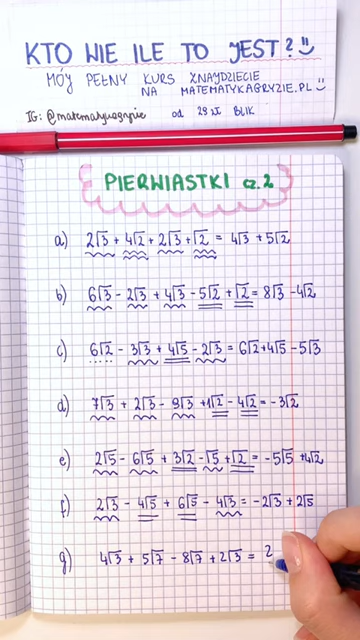 KTO WIE ILE TO JEST?
MÓJ PEŁNY KURS ZNAJDZIECIE
NA MATEMATYKAGRYZIE.PL
IG: @matematykagryzie od 29 zł BLIK
PIERWIASTKI cz.2
a) 2√3 + 4√2 + 2√3 + √2 = 4√3 + 5√2
b) 6√3 - 2√3 + 4√3 - 5√2 + √2 = 8√3 - 4√2
c) 6√2 - 3√3 + 4√5 - 2√3 = 6√2 + 4√5 - 5√3
d) 7√3 + 2√3 - 9√3 + 1√2 - 4√2 = -3√2
e) 2√5 - 6√5 + 3√2 - √5 + √2 = -5√5 + 4√2
f) 2√3 - 4√5 + 6√5 - 4√3 = -2√3 + 2√5
g) 4√3 + 5√7 - 8√7 + 2√3 = 2